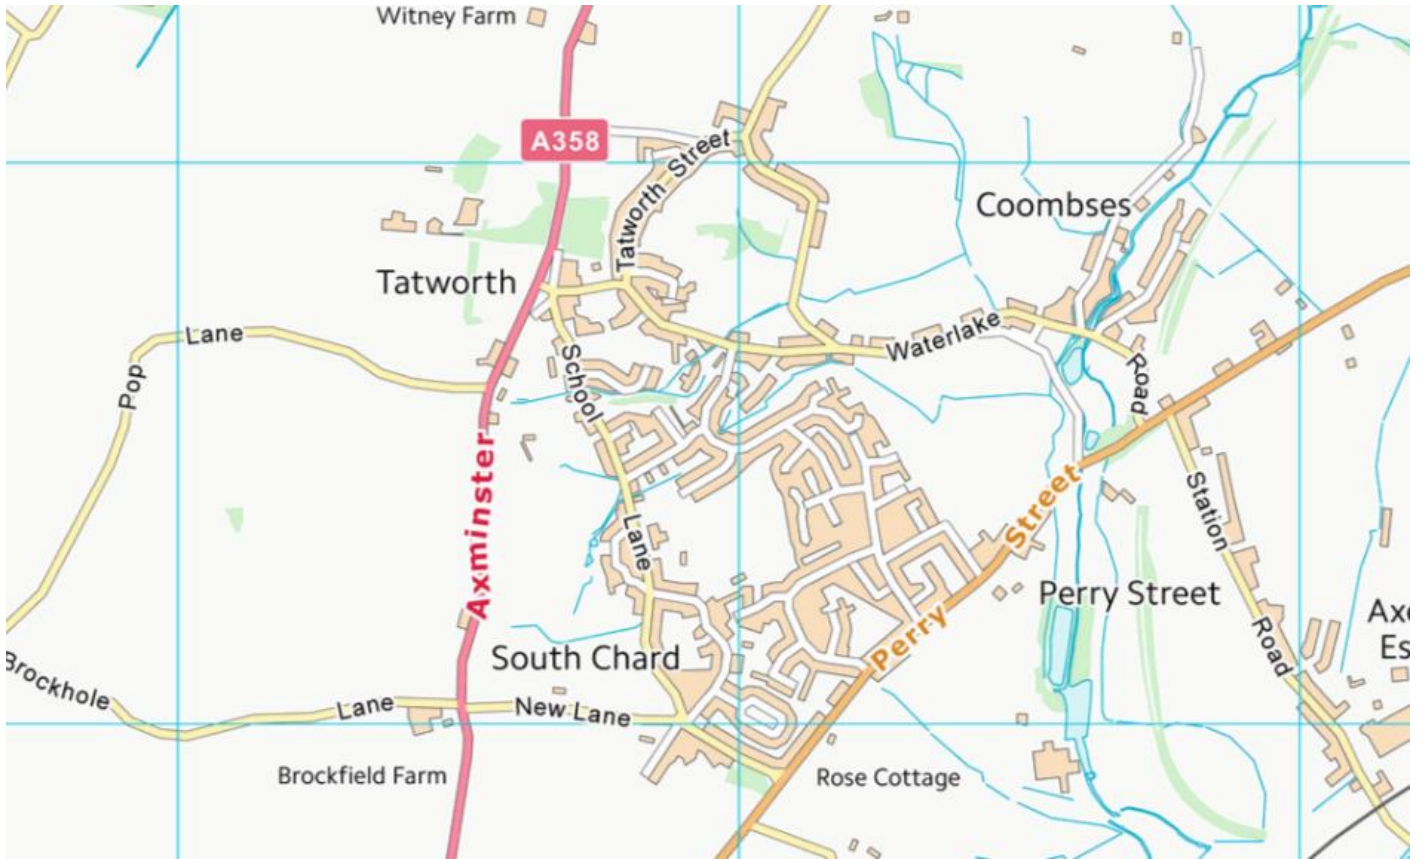 Witney Farm
A358
Tatworth Street
Coombses
Tatworth
Pop Lane
School Lane
Waterlake Road
Axminster
Perry Street
Station Road
Perry Street
South Chard
Brockhole Lane
New Lane
Brockfield Farm
Rose Cottage